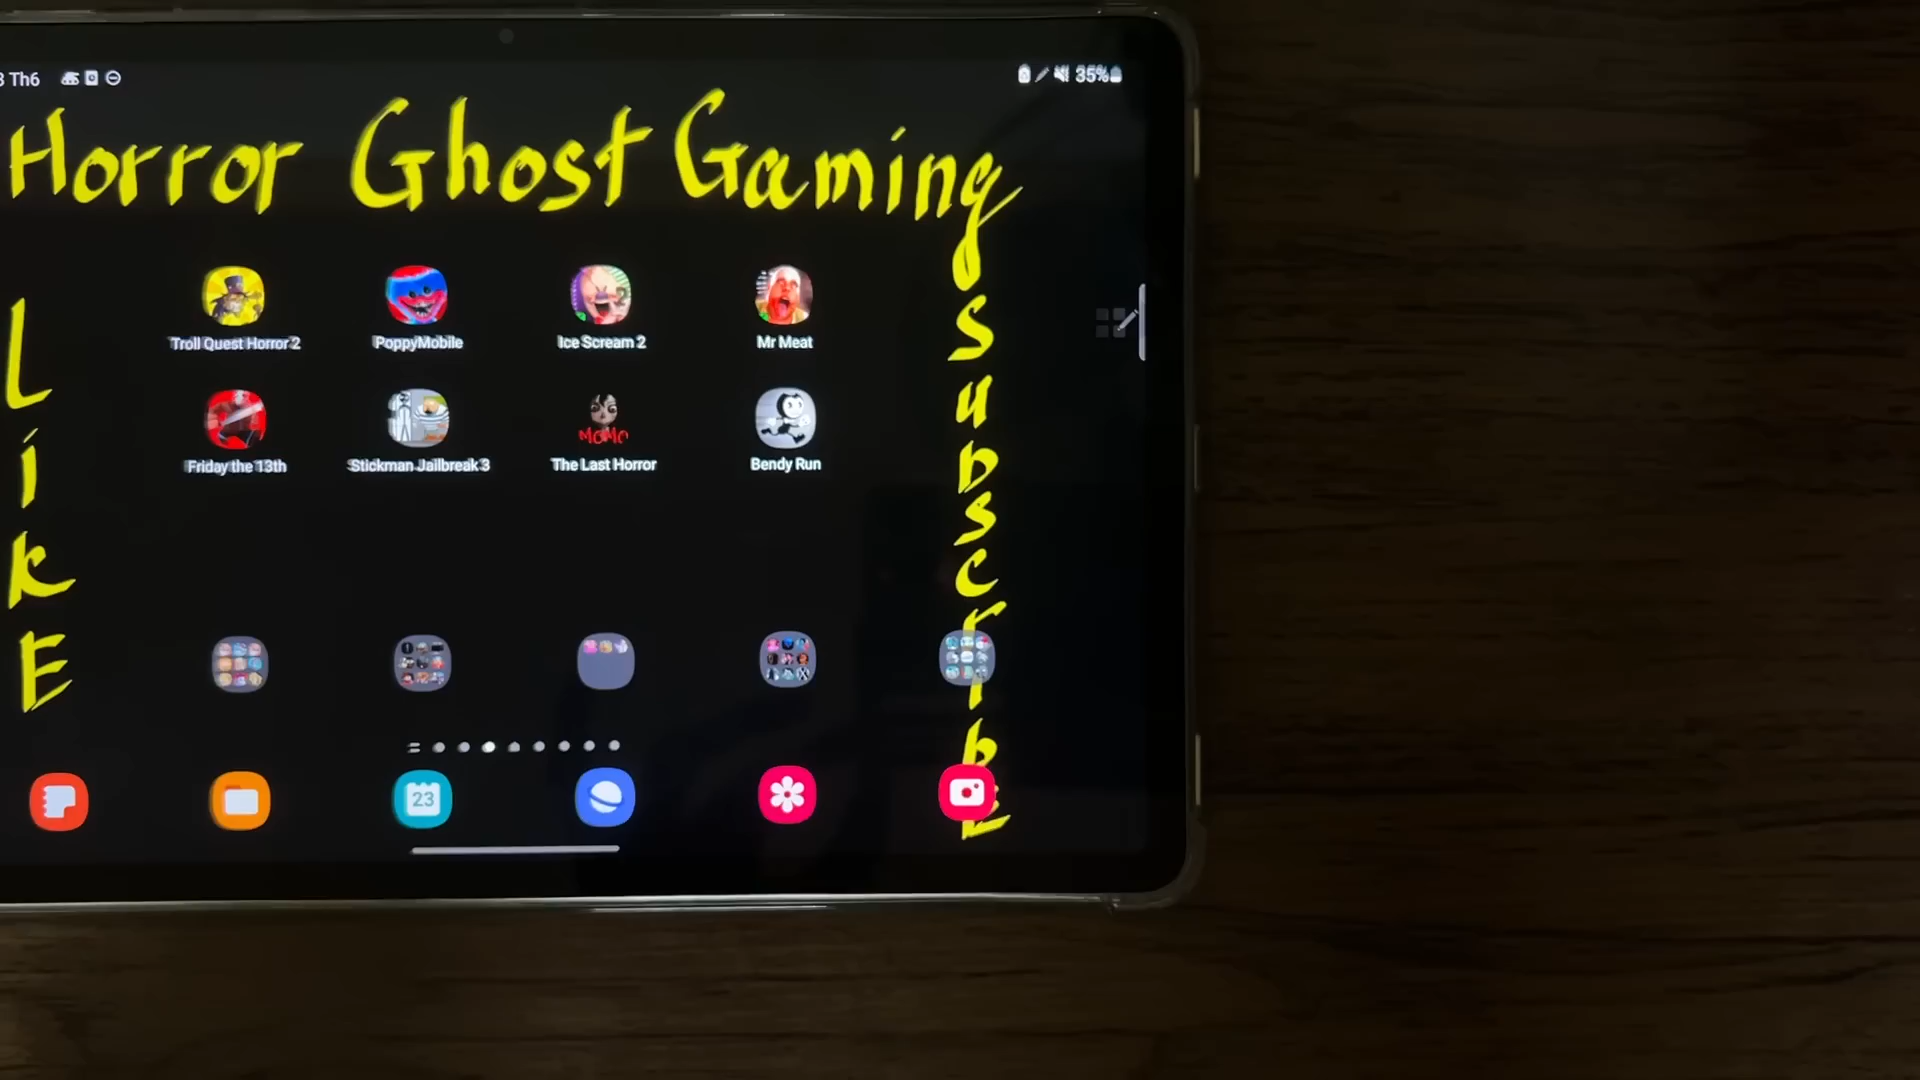 3 Th6 35%
Horror Ghost Gaming
LikE
SubscribE
Troll Quest Horror 2 PoppyMobile Ice Scream 2 Mr Meat
MOMO
Friday the 13th Stickman Jailbreak 3 The Last Horror Bendy Run
23